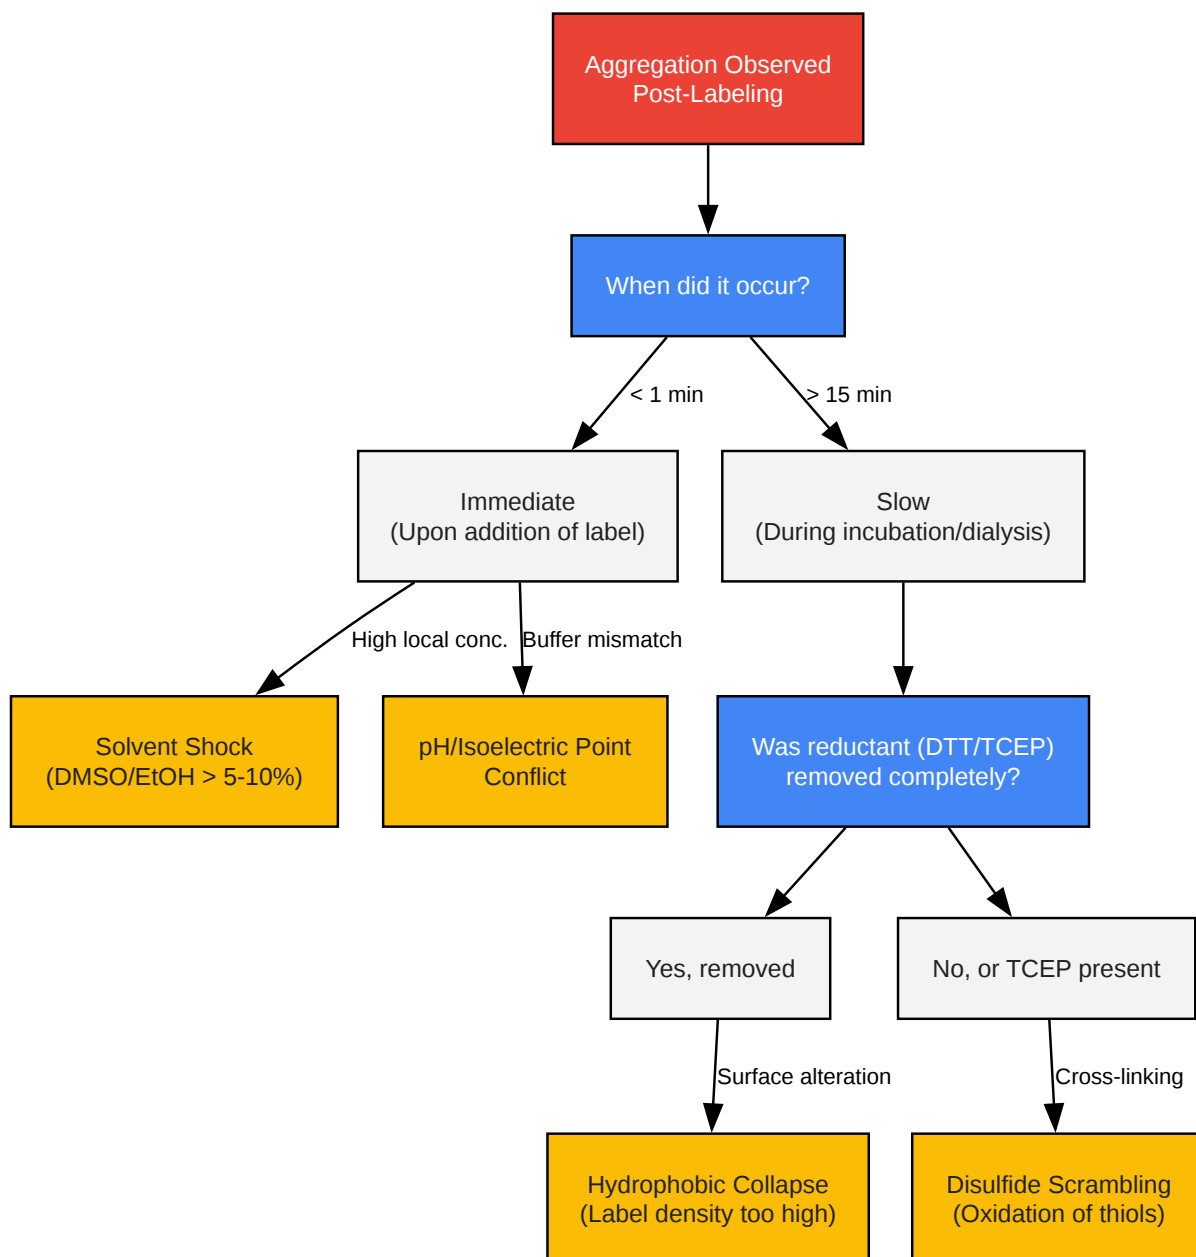 Aggregation Observed
Post-Labeling
When did it occur?
< 1 min
> 15 min
Immediate
(Upon addition of label)
Slow
(During incubation/dialysis)
High local conc.
Buffer mismatch
Solvent Shock
(DMSO/EtOH > 5-10%)
pH/Isoelectric Point
Conflict
Was reductant (DTT/TCEP)
removed completely?
Yes, removed
No, or TCEP present
Surface alteration
Cross-linking
Hydrophobic Collapse
(Label density too high)
Disulfide Scrambling
(Oxidation of thiols)